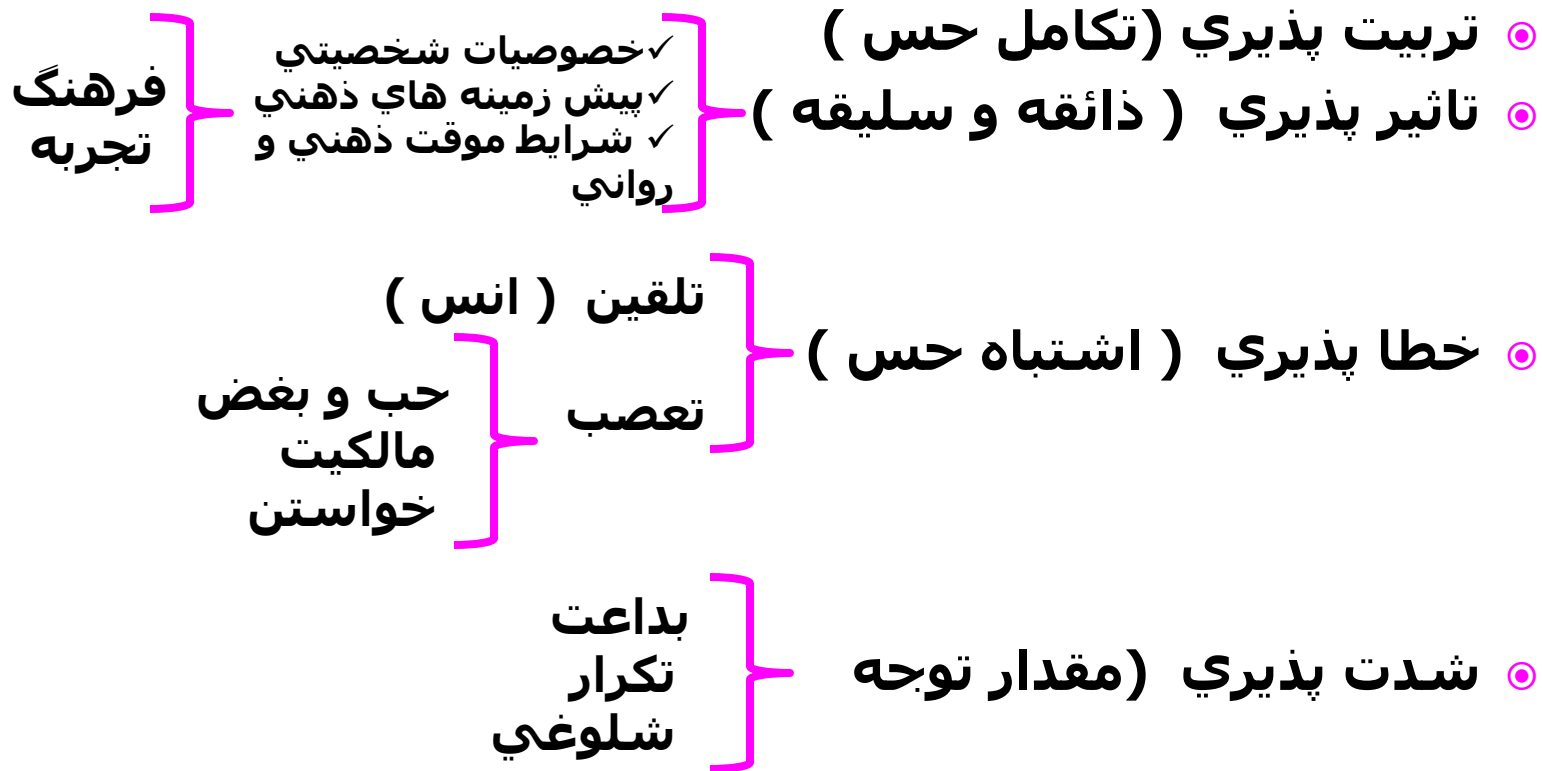 تربيت پذيري (تكامل حس )
تاثير پذيري ( ذائقه و سليقه )
✓خصوصيات شخصيتي
✓پيش زمينه هاي ذهني
✓ شرايط موقت ذهني و
رواني
فرهنگ
تجربه
خطا پذيري ( اشتباه حس )
تلقين ( انس )
تعصب
حب و بغض
مالكيت
خواستن
شدت پذيري (مقدار توجه
بداعت
تكرار
شلوغي